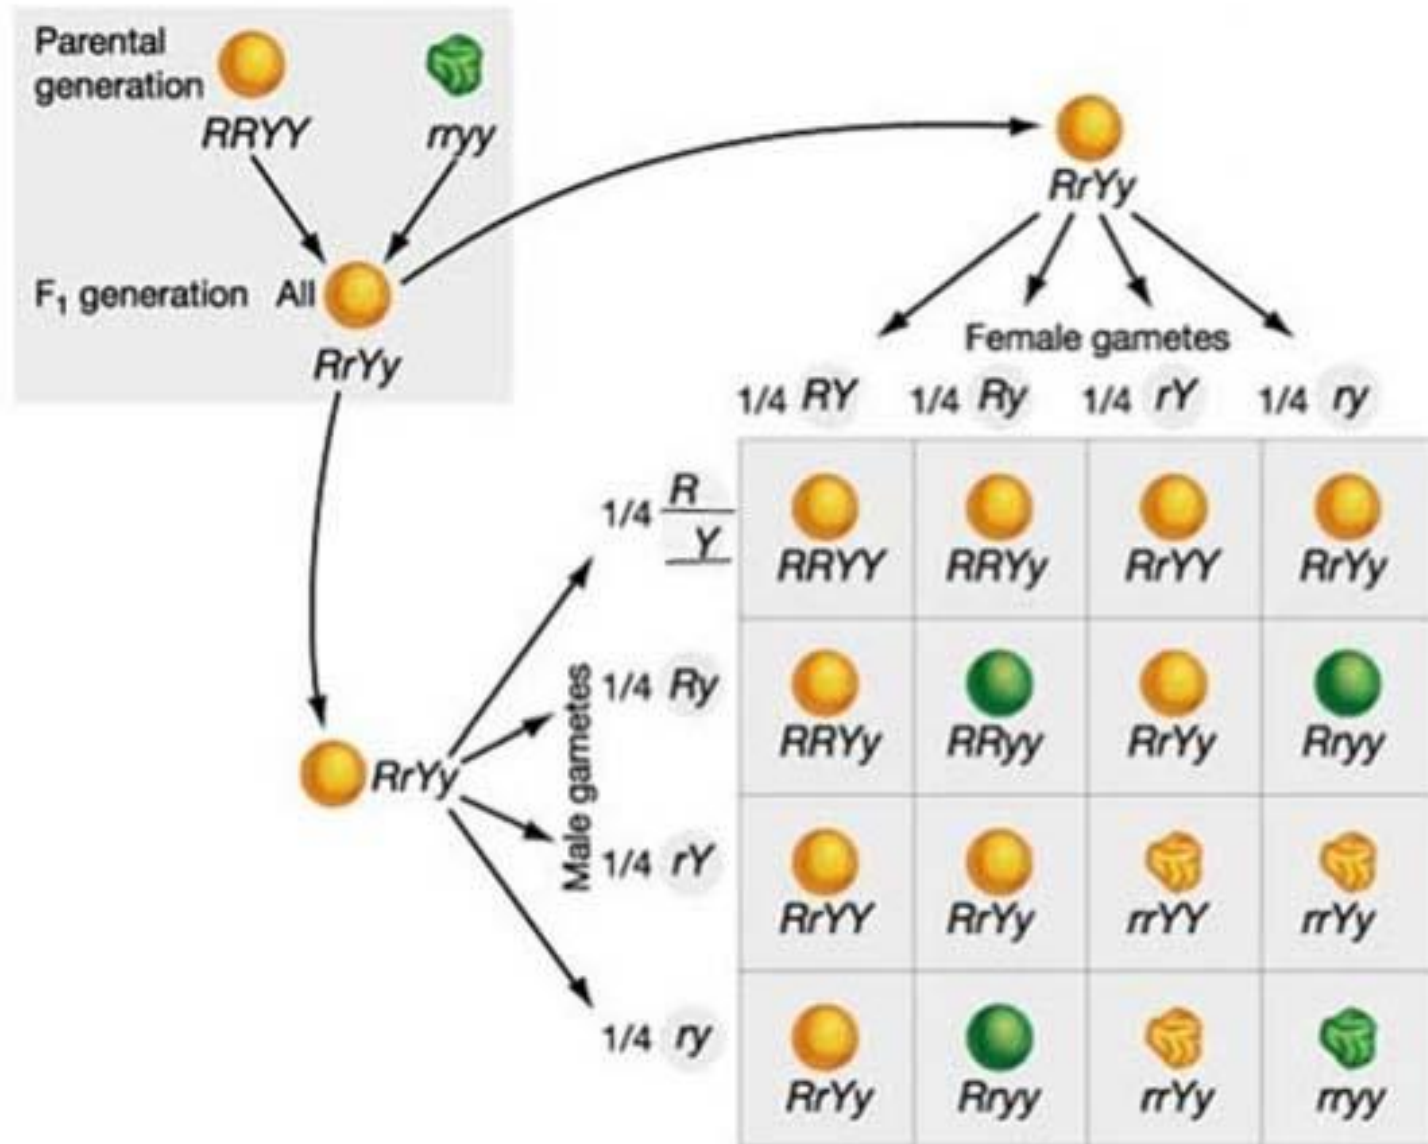 Parental
generation
RRYY rryy
F₁ generation All
RrYy
RrYy
Female gametes
1/4 RY 1/4 Ry 1/4 rY 1/4 ry
1/4 R
Y
RRYY RRYy RrYY RrYy
Male gametes
1/4 Ry
RRYy RRyy RrYy Rryy
RrYy
1/4 rY
RrYY RrYy rrYY rrYy
1/4 ry
RrYy Rryy rrYy rryy